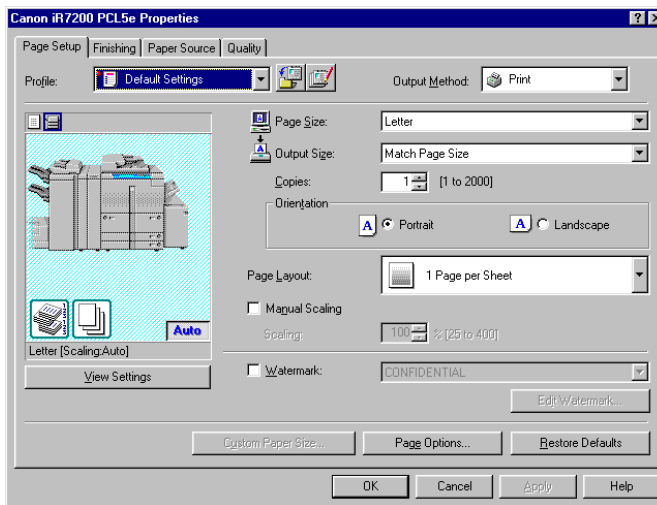 Canon iR7200 PCL5e Properties
Page Setup Finishing Paper Source Quality
Profile: Default Settings Output Method: Print
Page Size: Letter
Output Size: Match Page Size
Copies: 1 [1 to 2000]
Orientation
A Portrait A Landscape
Page Layout: 1 Page per Sheet
Manual Scaling
Scaling: 100 % [25 to 400]
Auto
Letter [Scaling:Auto]
View Settings
Watermark: CONFIDENTIAL
Edit Watermark...
Custom Paper Size... Page Options... Restore Defaults
OK Cancel Apply Help